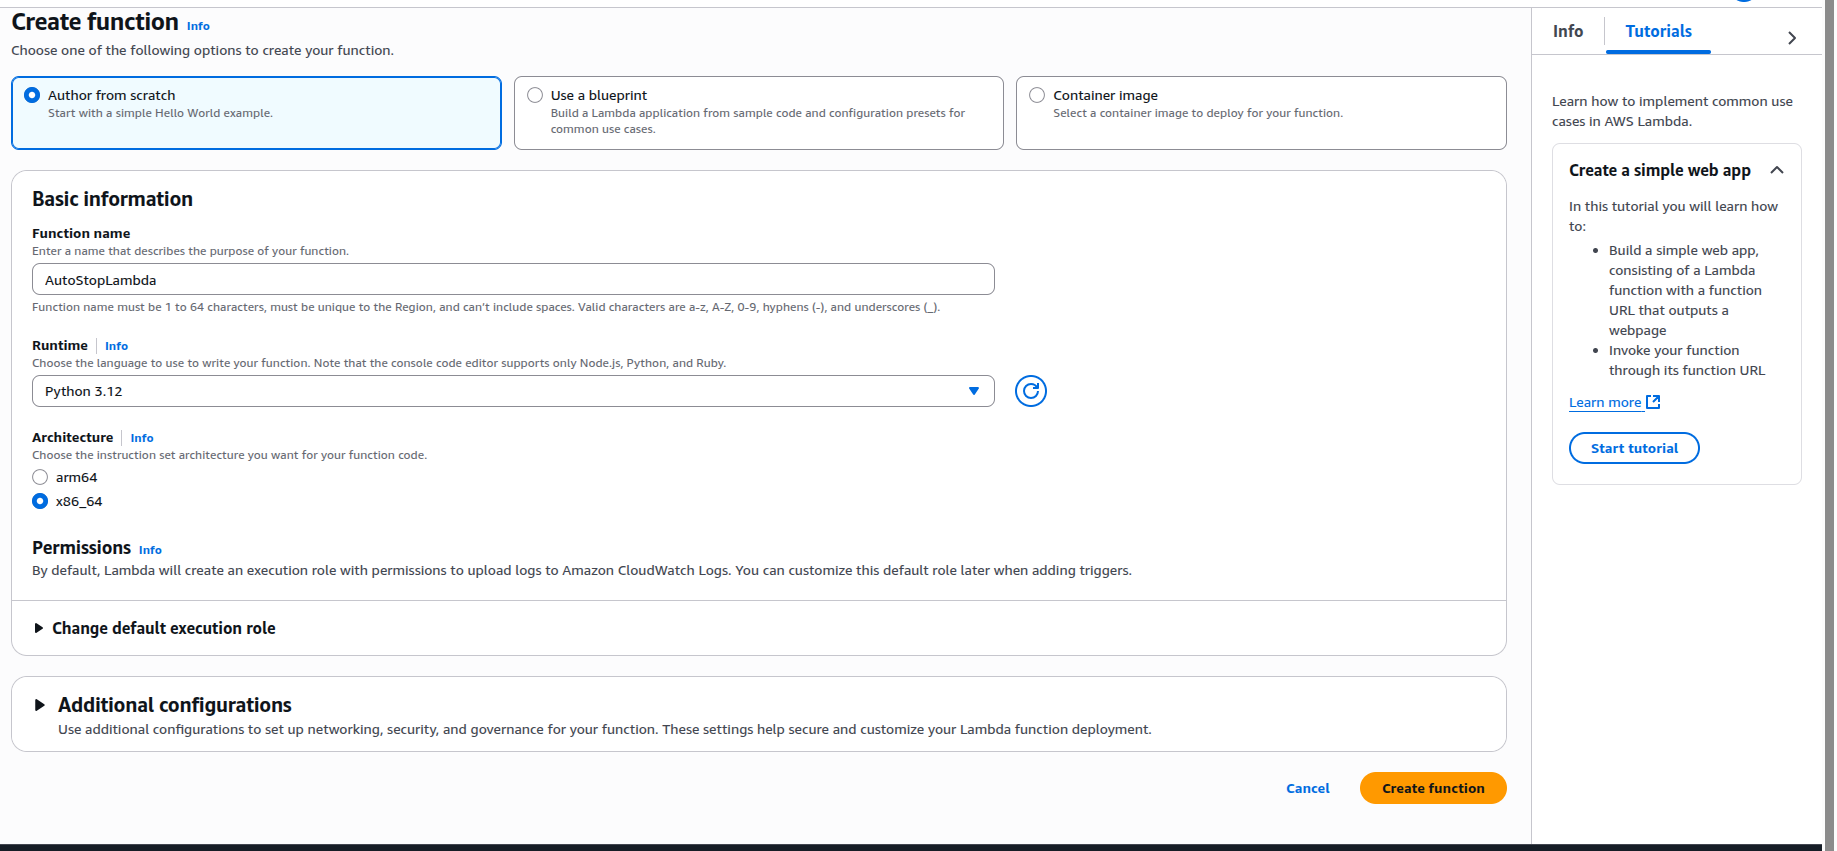 Create function Info
Choose one of the following options to create your function.
Author from scratch
Start with a simple Hello World example.
Use a blueprint
Build a Lambda application from sample code and configuration presets for
common use cases.
Container image
Select a container image to deploy for your function.
Basic information
Function name
Enter a name that describes the purpose of your function.
AutoStopLambda
Function name must be 1 to 64 characters, must be unique to the Region, and can't include spaces. Valid characters are a-z, A-Z, 0-9, hyphens (-), and underscores (_).
Runtime Info
Choose the language to use to write your function. Note that the console code editor supports only Node.js, Python, and Ruby.
Python 3.12
Architecture Info
Choose the instruction set architecture you want for your function code.
arm64
x86_64
Permissions Info
By default, Lambda will create an execution role with permissions to upload logs to Amazon CloudWatch Logs. You can customize this default role later when adding triggers.
Change default execution role
Additional configurations
Use additional configurations to set up networking, security, and governance for your function. These settings help secure and customize your Lambda function deployment.
Cancel
Create function
Info
Tutorials
Learn how to implement common use
cases in AWS Lambda.
Create a simple web app
In this tutorial you will learn how
to:
• Build a simple web app,
consisting of a Lambda
function with a function
URL that outputs a
webpage
• Invoke your function
through its function URL
Learn more
Start tutorial